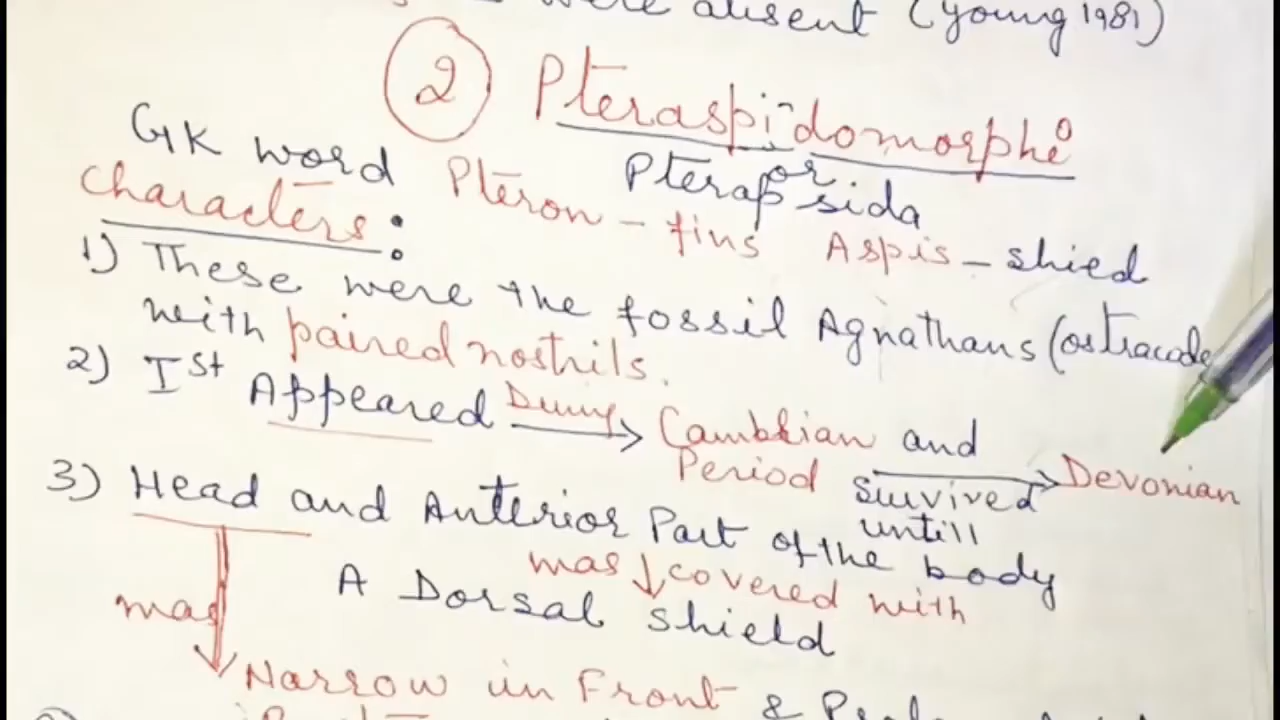 were absent (Young 1981)
② Pteraspidomorphi
or
Pterapsida
GK word Pteron - fins Aspis - shied
characters:
1) These were the fossil Agnathans (ostracode
with paired nostrils.
2) Ist Appeared During → Cambrian and
Period survived → Devonian
untill
3) Head and Anterior Part of the body
was ↓ covered with
A Dorsal shield
was
Narrow in Front &